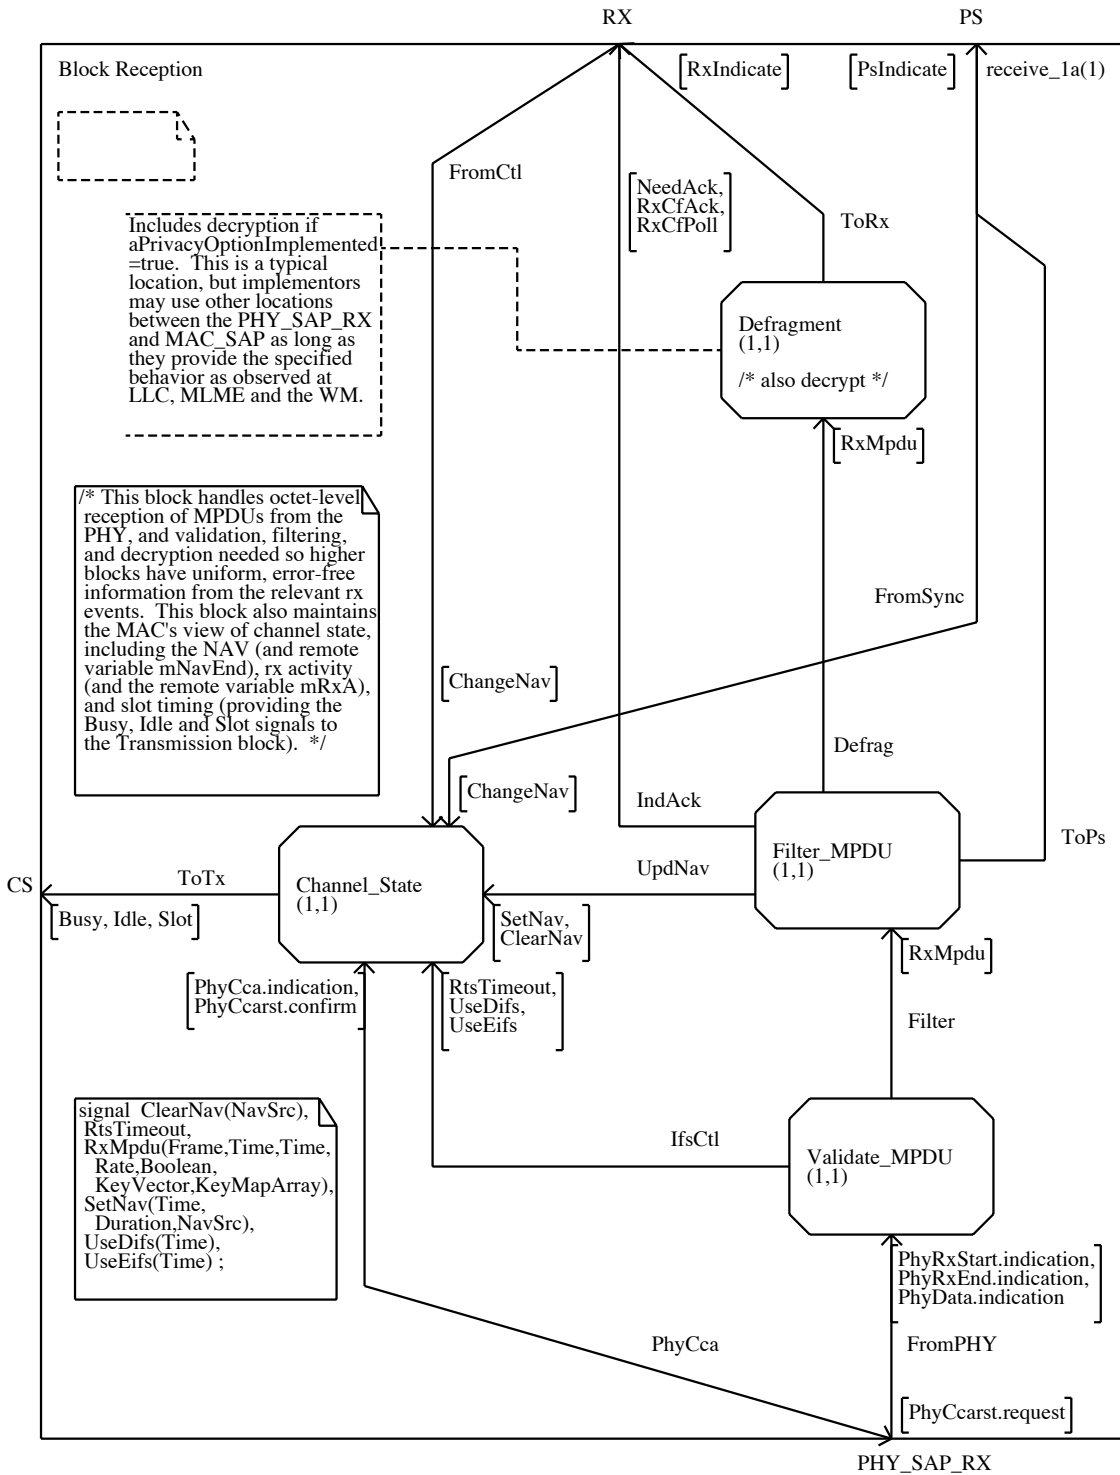 RX
PS
Block Reception
[RxIndicate]
[PsIndicate]
receive_1a(1)
FromCtl
[NeedAck,
RxCfAck,
RxCfPoll]
ToRx
Includes decryption if
aPrivacyOptionImplemented
=true.  This is a typical
location, but implementors
may use other locations
between the PHY_SAP_RX
and MAC_SAP as long as
they provide the specified
behavior as observed at
LLC, MLME and the WM.
Defragment
(1,1)
/* also decrypt */
[RxMpdu]
/* This block handles octet-level
reception of MPDUs from the
PHY, and validation, filtering,
and decryption needed so higher
blocks have uniform, error-free
information from the relevant rx
events.  This block also maintains
the MAC's view of channel state,
including the NAV (and remote
variable mNavEnd), rx activity
(and the remote variable mRxA),
and slot timing (providing the
Busy, Idle and Slot signals to
the Transmission block).  */
FromSync
[ChangeNav]
Defrag
[ChangeNav]
IndAck
ToPs
Filter_MPDU
(1,1)
UpdNav
CS
ToTx
Channel_State
(1,1)
[Busy, Idle, Slot]
[SetNav,
ClearNav]
[RxMpdu]
[PhyCca.indication,
PhyCcarst.confirm]
[RtsTimeout,
UseDifs,
UseEifs]
Filter
signal  ClearNav(NavSrc),
RtsTimeout,
RxMpdu(Frame,Time,Time,
Rate,Boolean,
KeyVector,KeyMapArray),
SetNav(Time,
Duration,NavSrc),
UseDifs(Time),
UseEifs(Time) ;
IfsCtl
Validate_MPDU
(1,1)
[PhyRxStart.indication,
PhyRxEnd.indication,
PhyData.indication]
PhyCca
FromPHY
[PhyCcarst.request]
PHY_SAP_RX